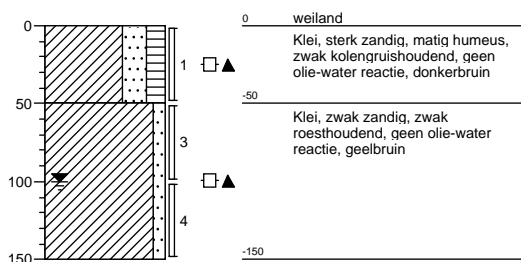 0
50
100
150
1
3
4
0 weiland
Klei, sterk zandig, matig humeus,
zwak kolengruishoudend, geen
olie-water reactie, donkerbruin
-50
Klei, zwak zandig, zwak
roesthoudend, geen olie-water
reactie, geelbruin
-150